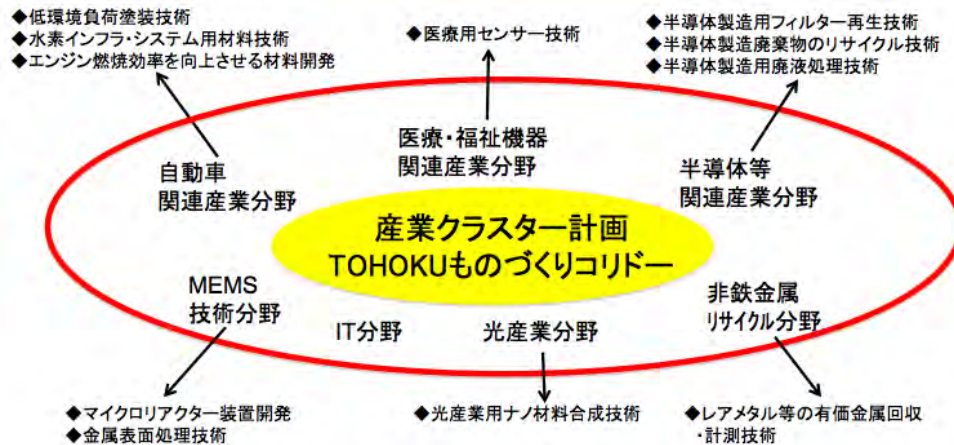 ◆低環境負荷塗装技術
◆水素インフラ・システム用材料技術
◆エンジン燃焼効率を向上させる材料開発
◆医療用センサー技術
◆半導体製造用フィルター再生技術
◆半導体製造廃棄物のリサイクル技術
◆半導体製造用廃液処理技術
自動車
関連産業分野
医療・福祉機器
関連産業分野
半導体等
関連産業分野
産業クラスター計画
TOHOKUものづくりコリドー
MEMS
技術分野
IT分野
光産業分野
非鉄金属
リサイクル分野
◆マイクロリアクター装置開発
◆金属表面処理技術
◆光産業用ナノ材料合成技術
◆レアメタル等の有価金属回収
・計測技術